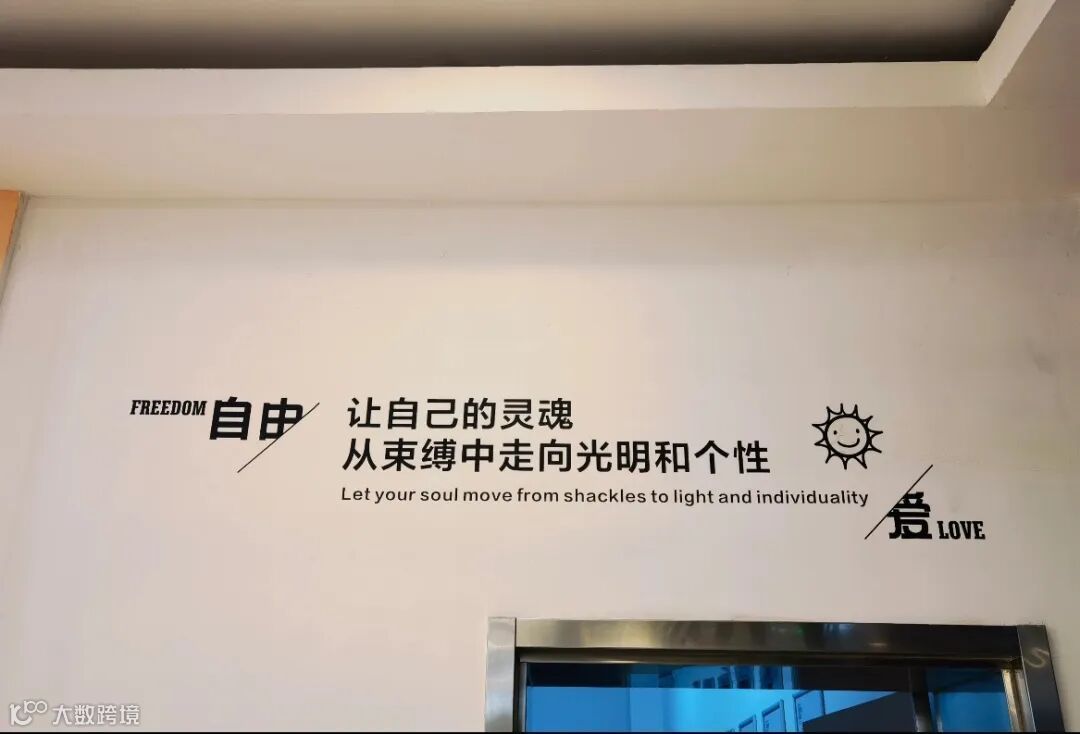 FREEDOM 自由
让自己的灵魂
从束缚中走向光明和个性
Let your soul move from shackles to light and individuality
爱 LOVE
大数跨境